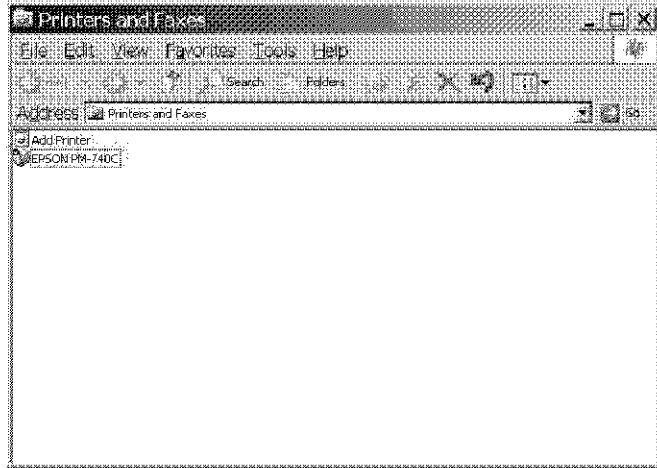 Printers and Faxes
File Edit View Favorites Tools Help
Search Folders
Address Printers and Faxes Go
Add Printer
EPSON PM-740C